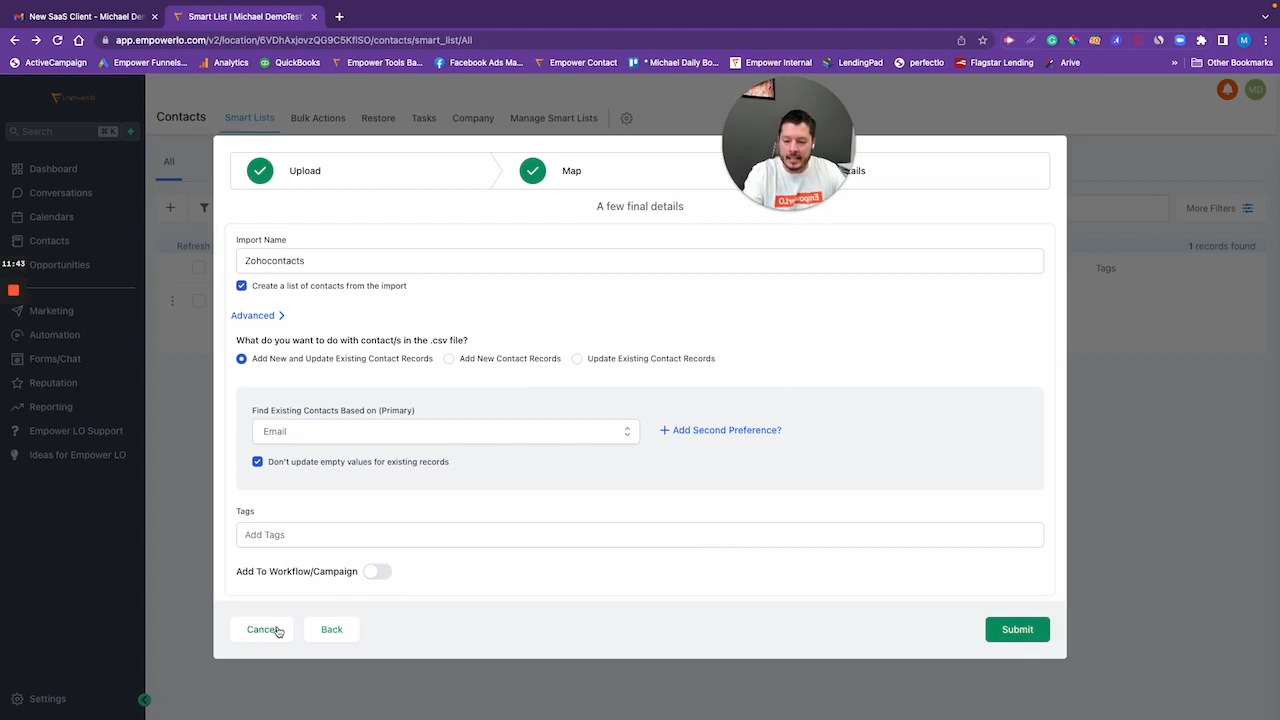 New SaaS Client - Michael De
Smart List | Michael DemoTest
app.empowerlo.com/v2/location/6VDhAxjovzQG9C5KflSO/contacts/smart_list/All
M
ActiveCampaign
Empower Funnels...
Analytics
QuickBooks
Empower Tools Ba...
Facebook Ads Ma...
Empower Contact
* Michael Daily Bo...
Empower Internal
LendingPad
perfectio
Flagstar Lending
Arive
»
Other Bookmarks
EmpowerLO
MD
Search
⌘ K
Dashboard
Conversations
Calendars
Contacts
11:43
Opportunities
Marketing
Automation
Forms/Chat
Reputation
Reporting
Empower LO Support
Ideas for Empower LO
Settings
Contacts
Smart Lists
Bulk Actions
Restore
Tasks
Company
Manage Smart Lists
All
More Filters
Refresh
1 records found
Tags
Upload
Map
ails
A few final details
Import Name
Zohocontacts
Create a list of contacts from the import
Advanced
What do you want to do with contact/s in the .csv file?
Add New and Update Existing Contact Records
Add New Contact Records
Update Existing Contact Records
Find Existing Contacts Based on (Primary)
Email
+ Add Second Preference?
Don't update empty values for existing records
Tags
Add Tags
Add To Workflow/Campaign
Cancel
Back
Submit